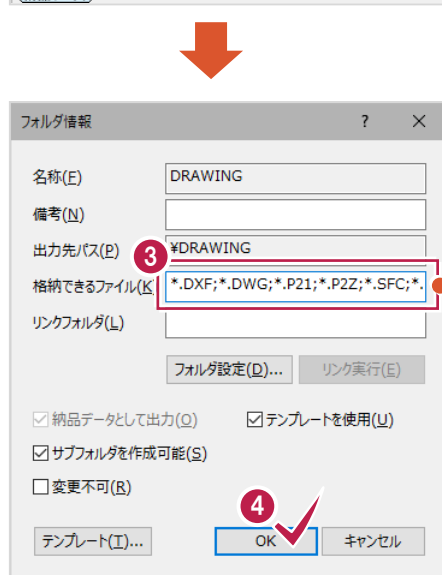 フォルダ情報 ? ×
名称(F) DRAWING
備考(N)
出力先パス(P) ¥DRAWING
3
格納できるファイル(K *.DXF;*.DWG;*.P21;*.P2Z;*.SFC;*.
リンクフォルダ(L)
フォルダ設定(D)... リンク実行(E)
納品データとして出力(O) テンプレートを使用(U)
サブフォルダを作成可能(S)
変更不可(R)
4
テンプレート(T)... OK キャンセル